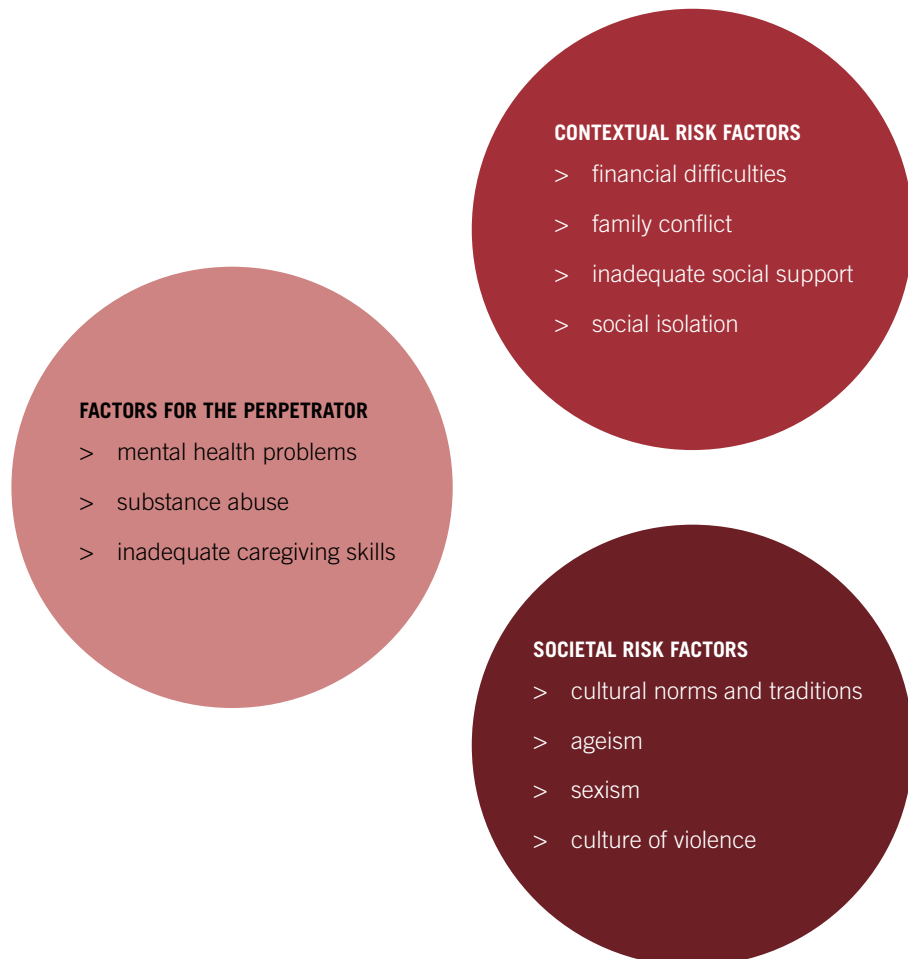 CONTEXTUAL RISK FACTORS
> financial difficulties
> family conflict
> inadequate social support
> social isolation
FACTORS FOR THE PERPETRATOR
> mental health problems
> substance abuse
> inadequate caregiving skills
SOCIETAL RISK FACTORS
> cultural norms and traditions
> ageism
> sexism
> culture of violence